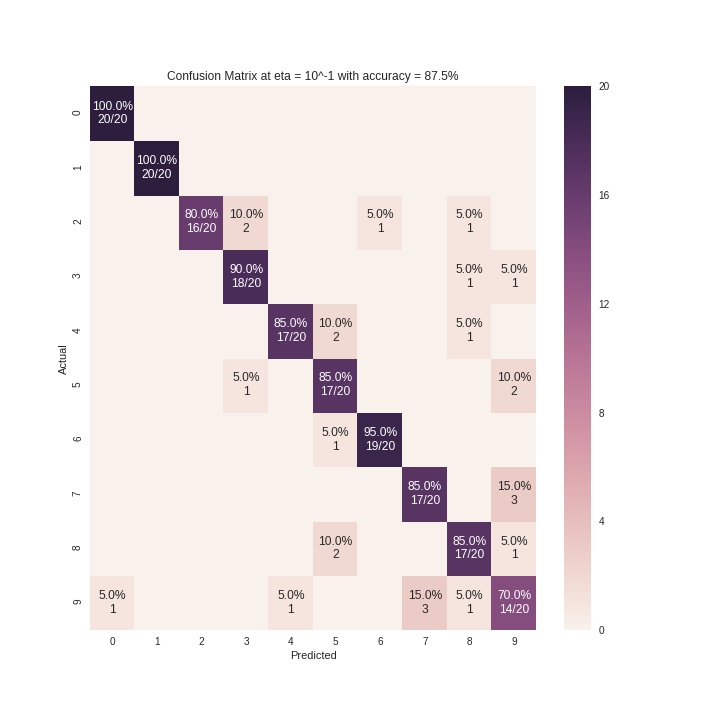 Confusion Matrix at eta = 10^-1 with accuracy = 87.5%
Actual
0
100.0%
20/20
1
100.0%
20/20
2
80.0% 10.0% 5.0% 5.0%
16/20 2 1 1
3
90.0% 5.0% 5.0%
18/20 1 1
4
85.0% 10.0% 5.0%
17/20 2 1
5
5.0% 85.0% 10.0%
1 17/20 2
6
5.0% 95.0%
1 19/20
7
85.0% 15.0%
17/20 3
8
10.0% 85.0% 5.0%
2 17/20 1
9
5.0% 5.0% 15.0% 5.0% 70.0%
1 1 3 1 14/20
0 1 2 3 4 5 6 7 8 9
Predicted
20
16
12
8
4
0